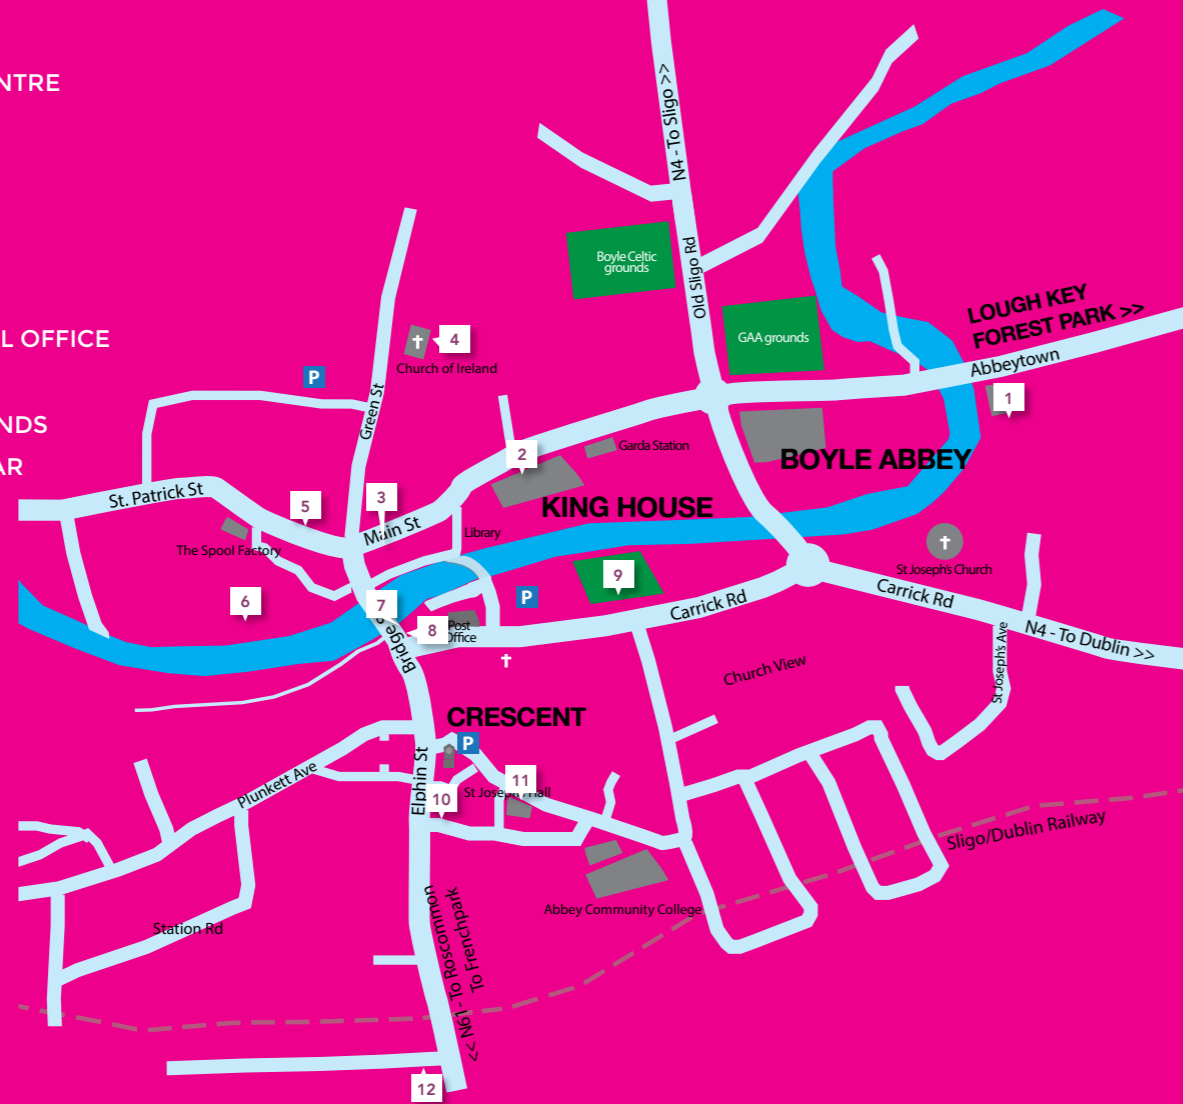 NTRE
L OFFICE
NDS
AR
N4 - To Sligo >>
Boyle Celtic
grounds
Old Sligo Rd
GAA grounds
LOUGH KEY
FOREST PARK >>
Abbeytown
1
4
Church of Ireland
P
Green St
2
Garda Station
BOYLE ABBEY
KING HOUSE
St. Patrick St
5
3
Main St
Library
The Spool Factory
St Joseph's Church
6
7
9
P
Carrick Rd
Carrick Rd
N4 - To Dublin >>
8
Post
Office
Bridge
St Joseph's Ave
Church View
CRESCENT
P
Elphin St
Plunkett Ave
10
11
St Joseph's Hall
Sligo/Dublin Railway
Abbey Community College
Station Rd
<< N61 - To Roscommon
To Frenchpark
12